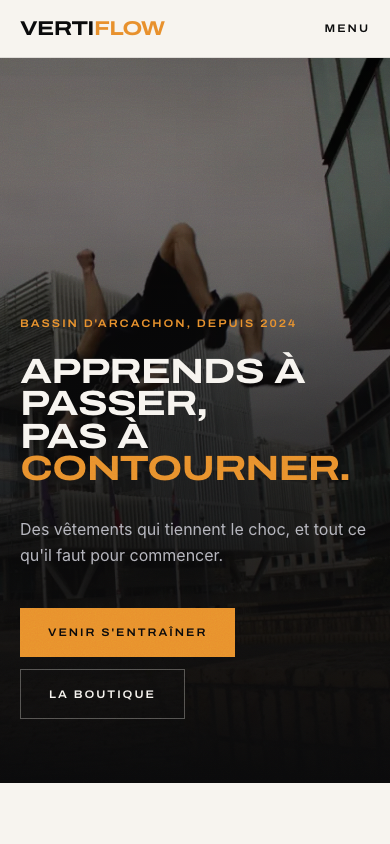 VERTIFLOW
MENU
BASSIN D'ARCACHON, DEPUIS 2024
APPRENDS À
PASSER,
PAS À
CONTOURNER.
Des vêtements qui tiennent le choc, et tout ce
qu'il faut pour commencer.
VENIR S'ENTRAÎNER
LA BOUTIQUE